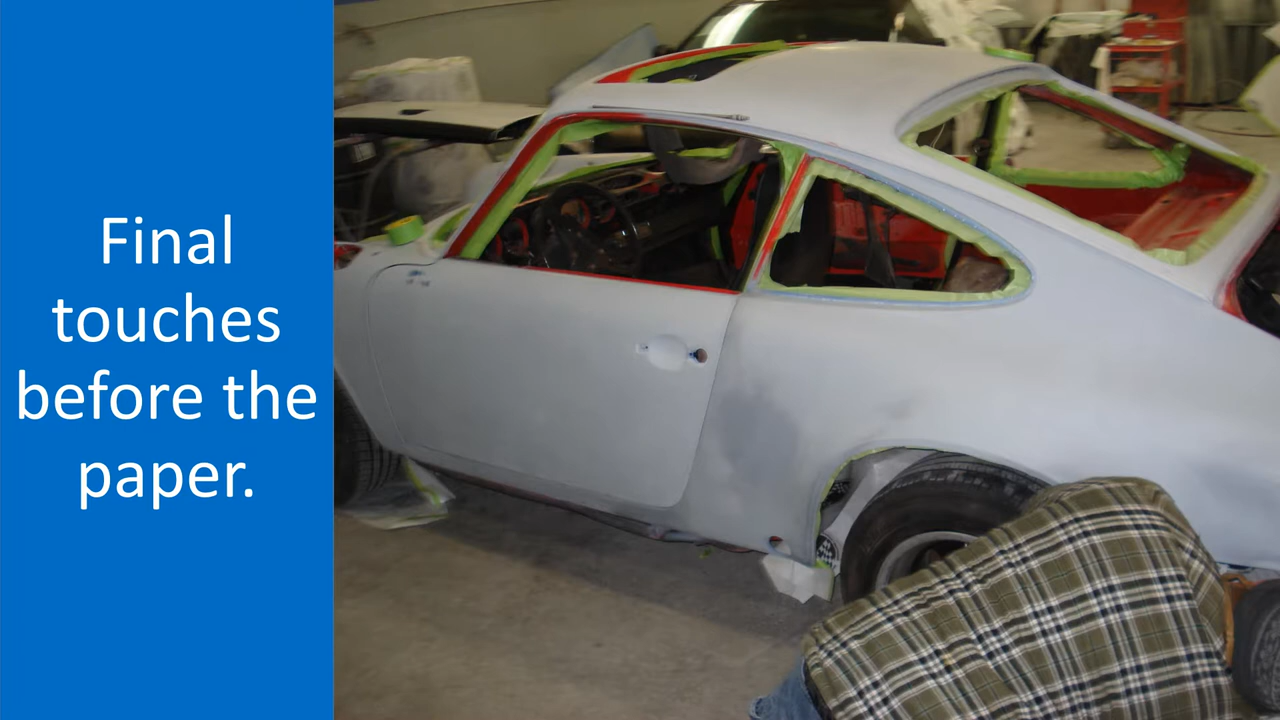 Final
touches
before the
paper.